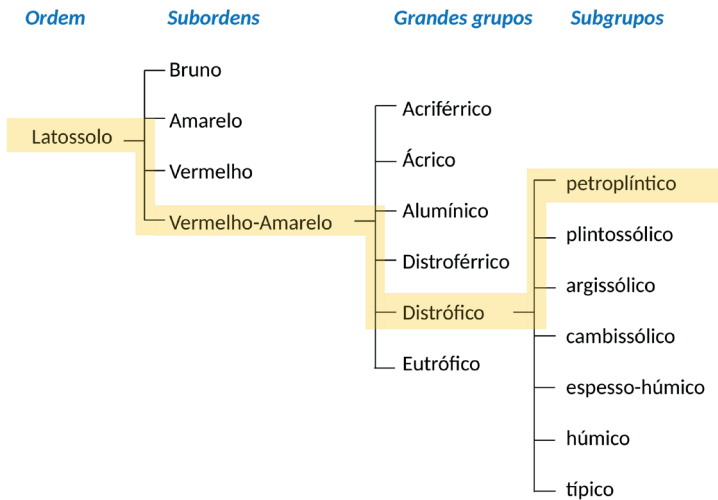 Ordem Subordens Grandes grupos Subgrupos
Bruno
Amarelo
Latossolo
Vermelho
Vermelho-Amarelo
Acriférrico
Ácrico
Alumínico
Distroférrico
Distrófico
Eutrófico
petroplíntico
plintossólico
argissólico
cambissólico
espesso-húmico
húmico
típico